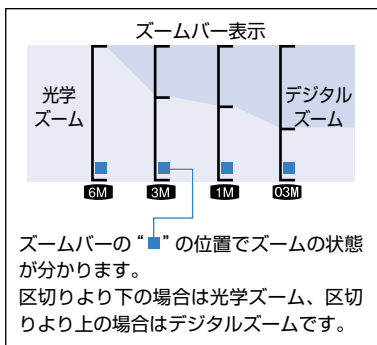 ズームバー表示
光学
ズーム
デジタル
ズーム
6M 3M 1M 03M
ズームバーの“■”の位置でズームの状態
が分かります。
区切りより下の場合は光学ズーム、区切
りより上の場合はデジタルズームです。